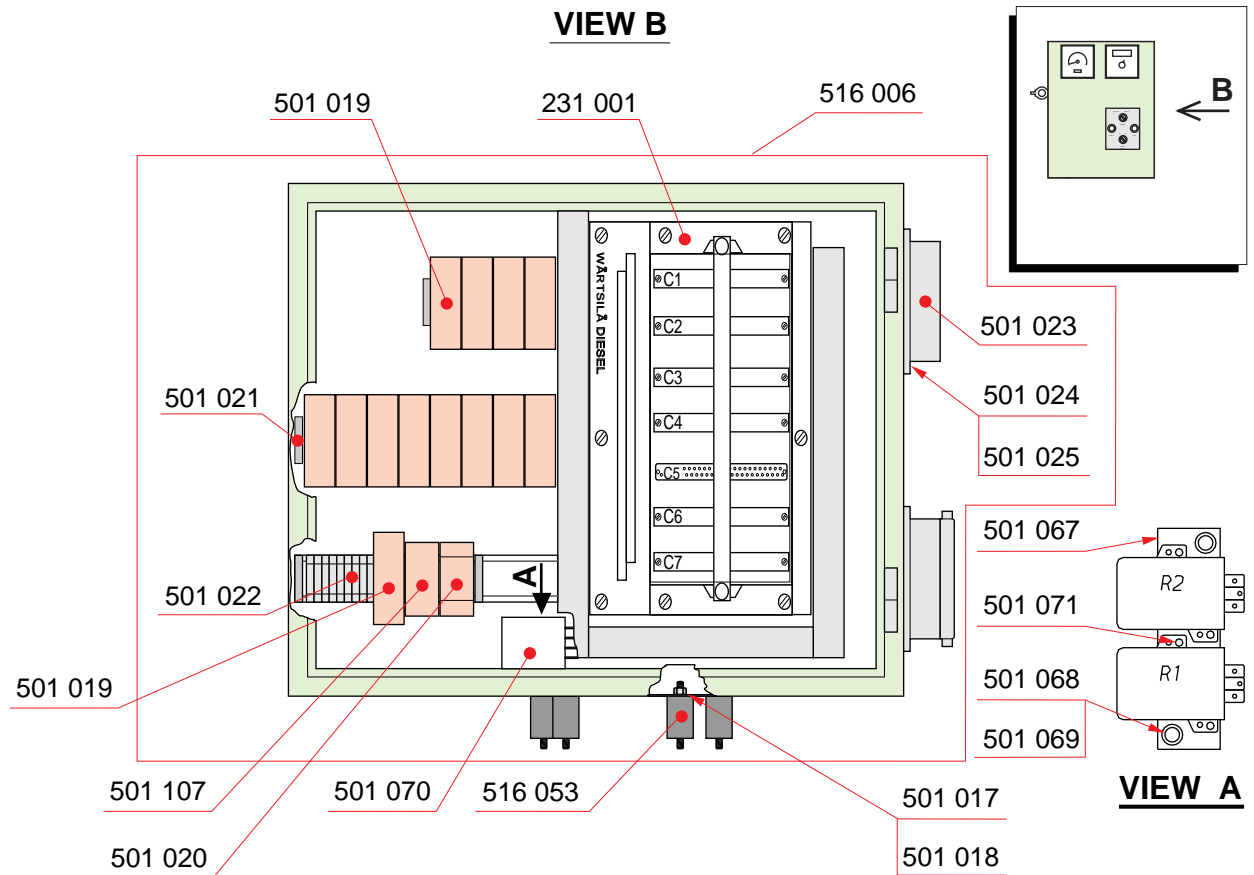 VIEW B
501 019
231 001
516 006
B
WÄRTSILÄ DIESEL
C1
C2
C3
C4
C5
C6
C7
501 023
501 024
501 025
501 021
501 022
A
501 019
501 107
501 020
501 070
516 053
501 017
501 018
501 067
R2
501 071
R1
501 068
501 069
VIEW A